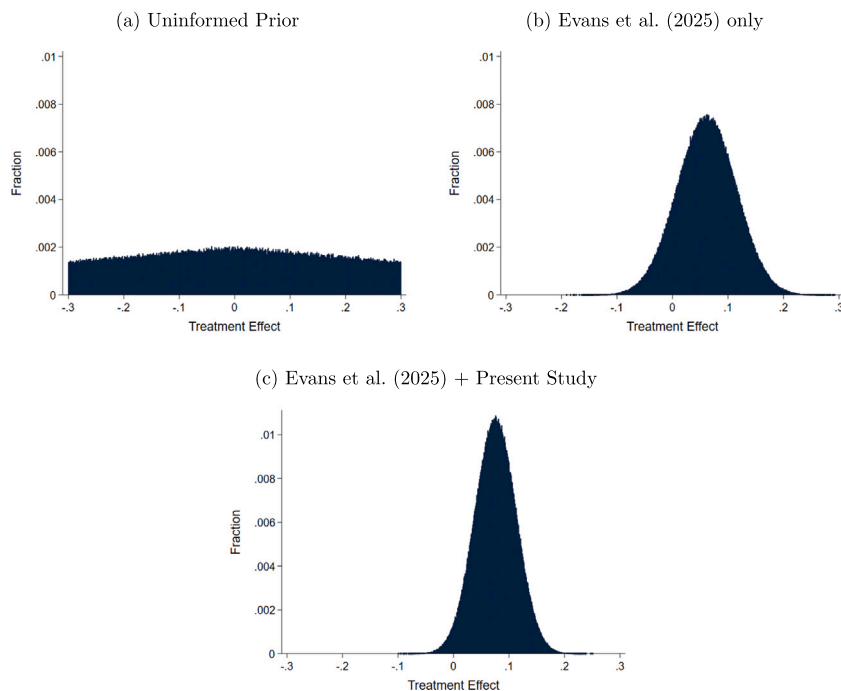 (a) Uninformed Prior
.01
.008
.006
.004
.002
0
Fraction
-.3 -.2 -.1 0 .1 .2 .3
Treatment Effect
(b) Evans et al. (2025) only
.01
.008
.006
.004
.002
0
Fraction
-.3 -.2 -.1 0 .1 .2 .3
Treatment Effect
(c) Evans et al. (2025) + Present Study
.01
.008
.006
.004
.002
0
Fraction
-.3 -.2 -.1 0 .1 .2 .3
Treatment Effect